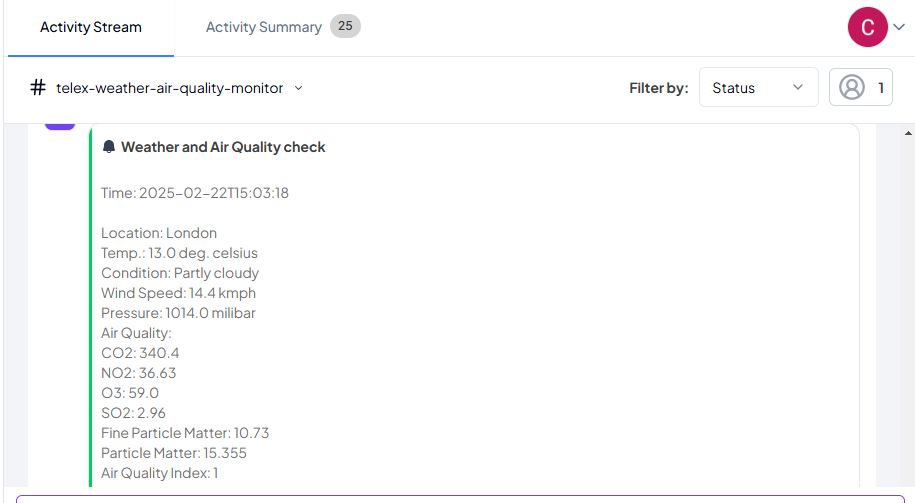 Activity Stream
Activity Summary 25
C
# telex-weather-air-quality-monitor
Filter by: Status 1
Weather and Air Quality check
Time: 2025-02-22T15:03:18
Location: London
Temp.: 13.0 deg. celsius
Condition: Partly cloudy
Wind Speed: 14.4 kmph
Pressure: 1014.0 milibar
Air Quality:
CO2: 340.4
NO2: 36.63
O3: 59.0
SO2: 2.96
Fine Particle Matter: 10.73
Particle Matter: 15.355
Air Quality Index: 1